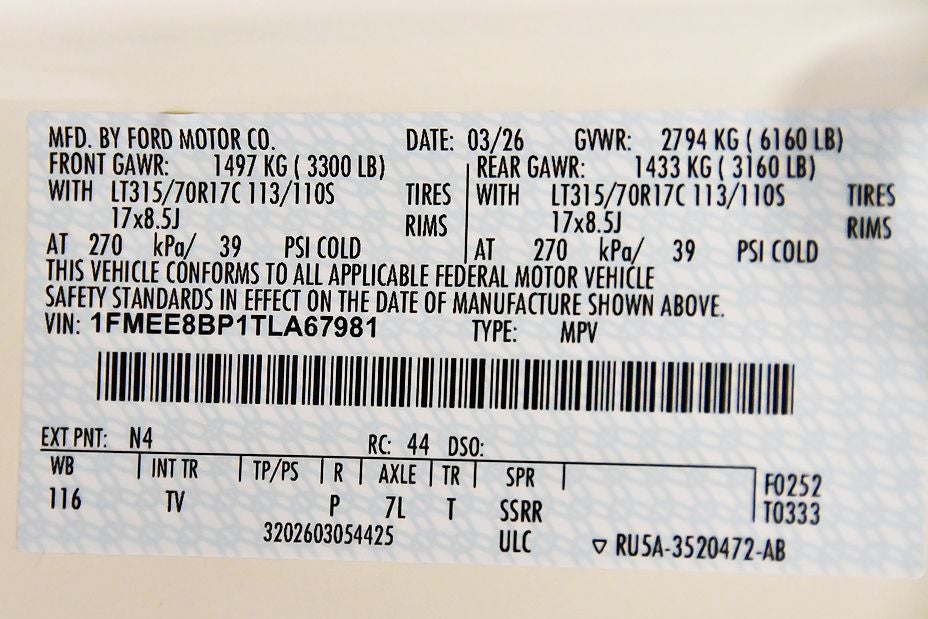 MFD. BY FORD MOTOR CO. DATE: 03/26 GVWR: 2794 KG ( 6160 LB)
FRONT GAWR: 1497 KG ( 3300 LB) REAR GAWR: 1433 KG ( 3160 LB)
WITH LT315/70R17C 113/110S TIRES WITH LT315/70R17C 113/110S TIRES
17x8.5J RIMS 17x8.5J RIMS
AT 270 kPa/ 39 PSI COLD AT 270 kPa/ 39 PSI COLD
THIS VEHICLE CONFORMS TO ALL APPLICABLE FEDERAL MOTOR VEHICLE
SAFETY STANDARDS IN EFFECT ON THE DATE OF MANUFACTURE SHOWN ABOVE.
VIN: 1FMEE8BP1TLA67981 TYPE: MPV
EXT PNT: N4 RC: 44 DSO:
WB INT TR TP/PS R AXLE TR SPR F0252
116 TV P 7L T SSRR T0333
3202603054425 ULC ▽ RU5A-3520472-AB